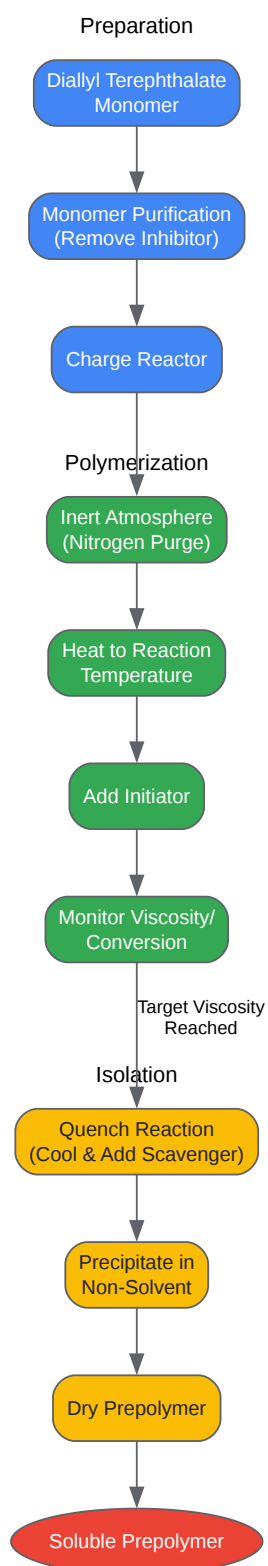 Preparation
Diallyl Terephthalate
Monomer
Monomer Purification
(Remove Inhibitor)
Charge Reactor
Polymerization
Inert Atmosphere
(Nitrogen Purge)
Heat to Reaction
Temperature
Add Initiator
Monitor Viscosity/
Conversion
Target Viscosity
Reached
Isolation
Quench Reaction
(Cool & Add Scavenger)
Precipitate in
Non-Solvent
Dry Prepolymer
Soluble Prepolymer